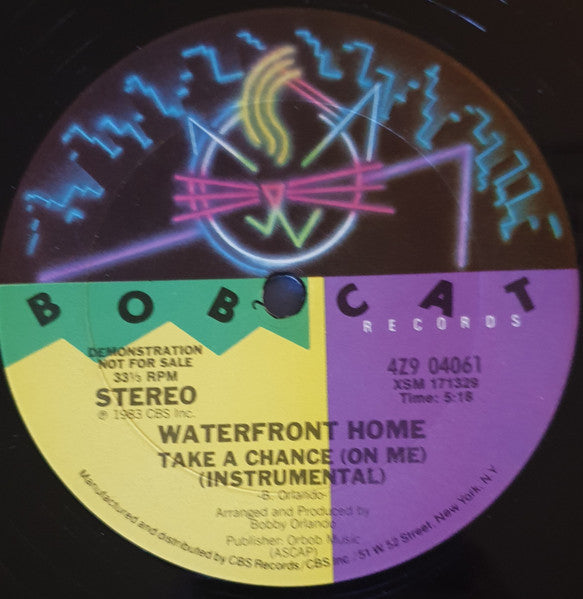 BOBCAT
RECORDS
DEMONSTRATION
NOT FOR SALE
33⅓ RPM
STEREO
℗ 1983 CBS Inc.
4Z9 04061
XSM 171329
Time: 5:18
WATERFRONT HOME
TAKE A CHANCE (ON ME)
(INSTRUMENTAL)
-B. Orlando-
Arranged and Produced by
Bobby Orlando
Publisher: Orbob Music
(ASCAP)
Manufactured and distributed by CBS Records/CBS Inc./51 W. 52 Street, New York, N.Y.